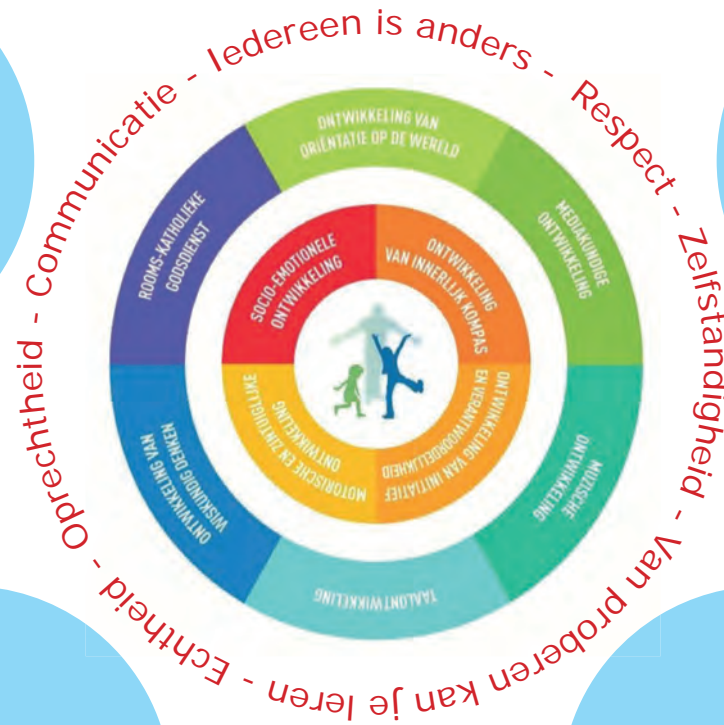 Communicatie - Iedereen is anders - Respect - Zelfstandigheid - Van proberen kan je leren - Echtheid - Oprechtheid -
ONTWIKKELING VAN
ORIËNTATIE OP DE WERELD
MEDIAKUNDIGE
ONTWIKKELING
MUZISCHE
ONTWIKKELING
TAALONTWIKKELING
ONTWIKKELING VAN
WISKUNDIG DENKEN
ROOMS-KATHOLIEKE
GODSDIENST
SOCIO-EMOTIONELE
ONTWIKKELING
ONTWIKKELING
VAN INNERLIJK KOMPAS
ONTWIKKELING VAN INITIATIEF
EN VERANTWOORDELIJKHEID
MOTORISCHE EN ZINTUIGLIJKE
ONTWIKKELING